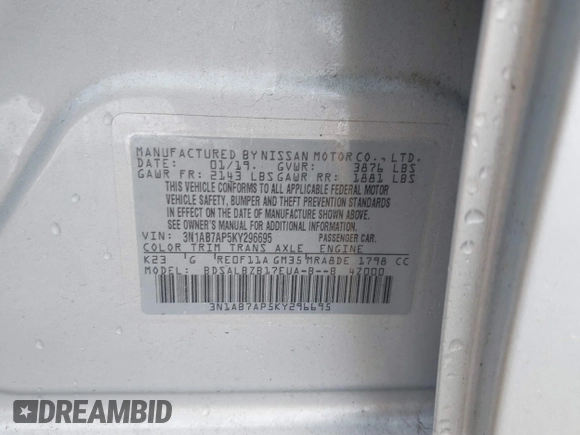 MANUFACTURED BY NISSAN MOTOR CO., LTD.
DATE: 01/19. GVWR: 3876 LBS
GAWR FR: 2143 LBS GAWR RR: 1881 LBS
THIS VEHICLE CONFORMS TO ALL APPLICABLE FEDERAL MOTOR
VEHICLE SAFETY, BUMPER AND THEFT PREVENTION
STANDARDS IN EFFECT ON THE
DATE OF MANUFACTURE SHOWN ABOVE.
SEE OWNER'S MANUAL FOR ADDITIONAL INFORMATION.
VIN: 3N1AB7AP5KY296695 PASSENGER CAR.
COLOR TRIM TRANS AXLE ENGINE
K23 G RE0F11A GM35 MRA8DE 1798 CC
MODEL: BDSALBZB17EUA-B--B 47000
3N1AB7AP5KY296695
DREAMBID